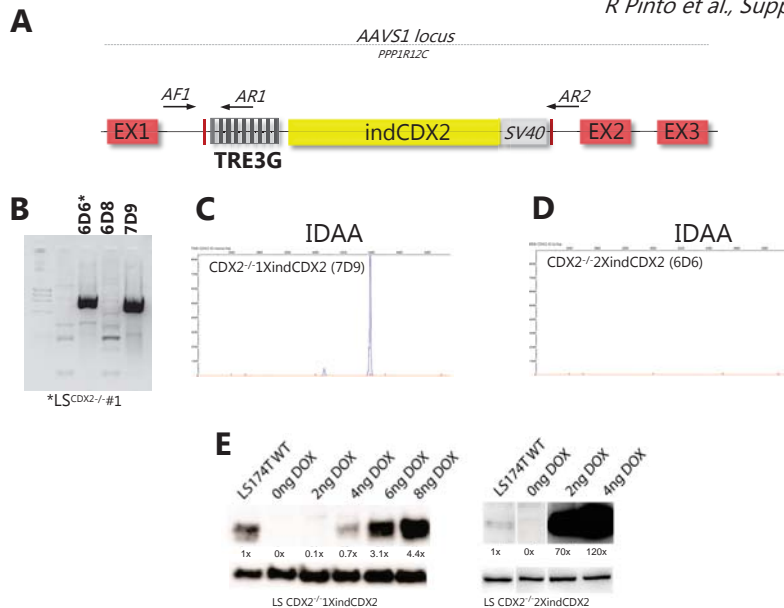 R Pinto et al., Supp
A
AAVS1 locus
PPP1R12C
AF1
AR1
AR2
EX1
indCDX2
SV40
EX2
EX3
TRE3G
B
6D6*
6D8
7D9
*LS^CDX2-/-#1
C
IDAA
CDX2-/-1XindCDX2 (7D9)
D
IDAA
CDX2-/-2XindCDX2 (6D6)
E
LS174T WT
0ng DOX
2ng DOX
4ng DOX
6ng DOX
8ng DOX
1x 0x 0.1x 0.7x 3.1x 4.4x
LS CDX2-/-1XindCDX2
LS174T WT
0ng DOX
2ng DOX
4ng DOX
1x 0x 70x 120x
LS CDX2-/-2XindCDX2